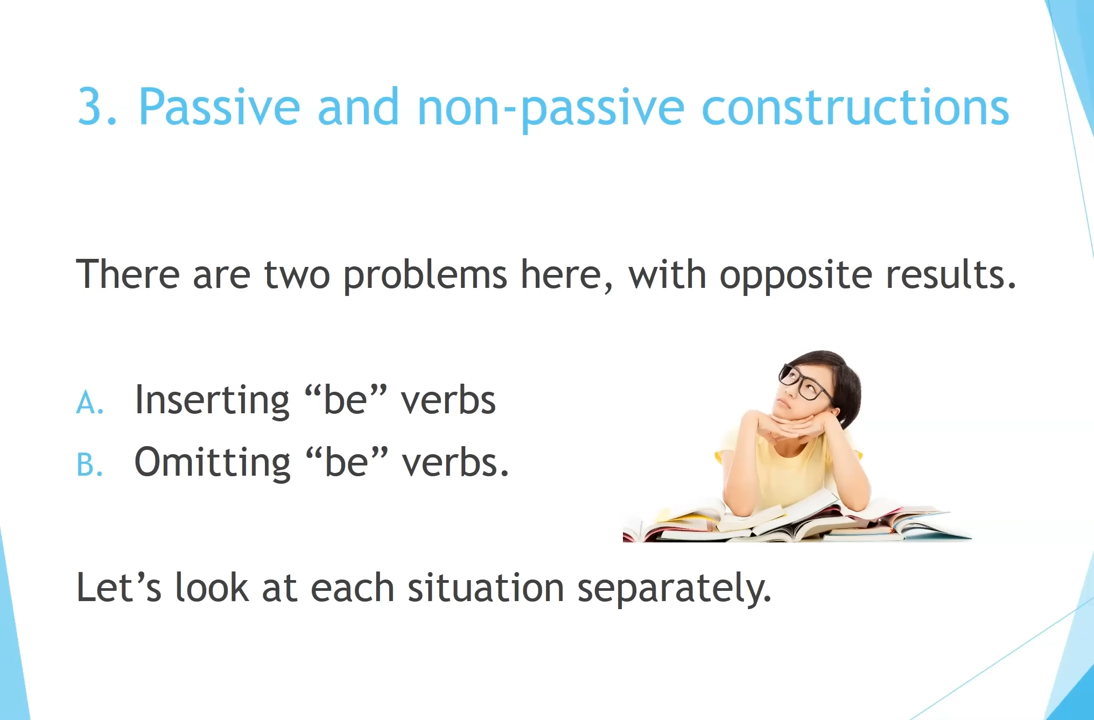 3. Passive and non-passive constructions
There are two problems here, with opposite results.
A. Inserting “be” verbs
B. Omitting “be” verbs.
Let’s look at each situation separately.